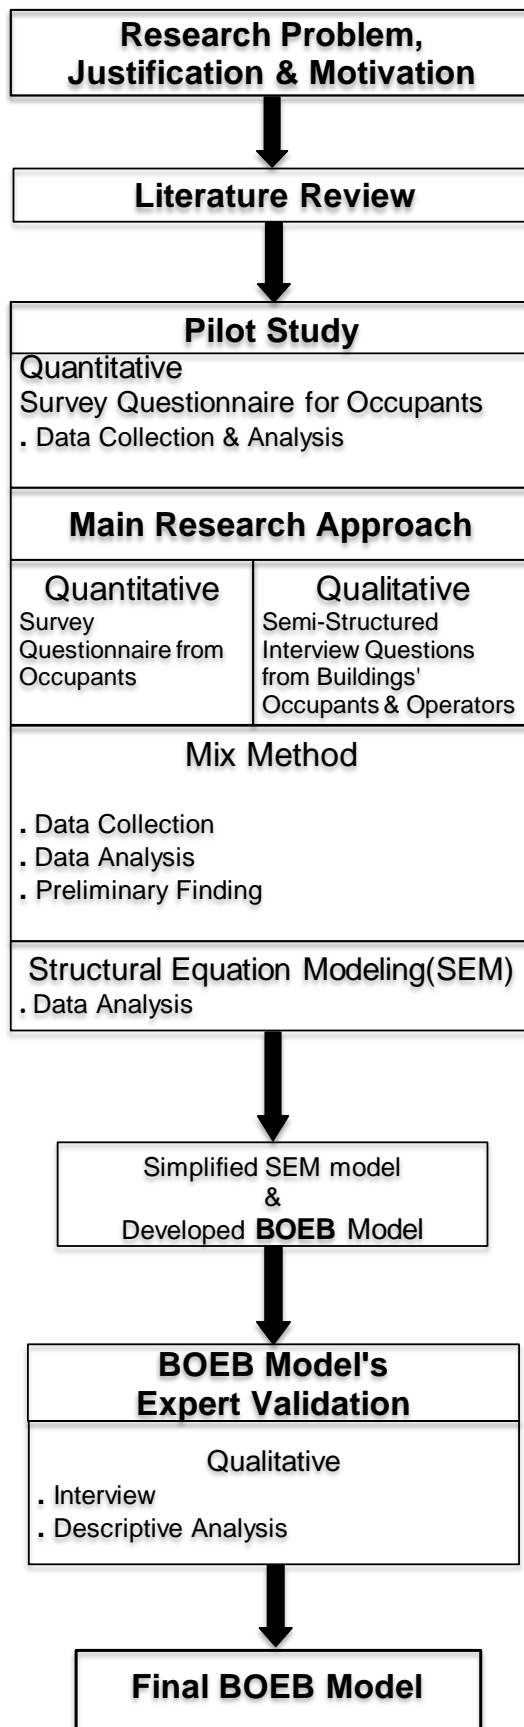 Research Problem,
Justification & Motivation
Literature Review
Pilot Study
Quantitative
Survey Questionnaire for Occupants
. Data Collection & Analysis
Main Research Approach
Quantitative
Survey
Questionnaire from
Occupants
Qualitative
Semi-Structured
Interview Questions
from Buildings'
Occupants & Operators
Mix Method
. Data Collection
. Data Analysis
. Preliminary Finding
Structural Equation Modeling(SEM)
. Data Analysis
Simplified SEM model
&
Developed BOEB Model
BOEB Model's
Expert Validation
Qualitative
. Interview
. Descriptive Analysis
Final BOEB Model